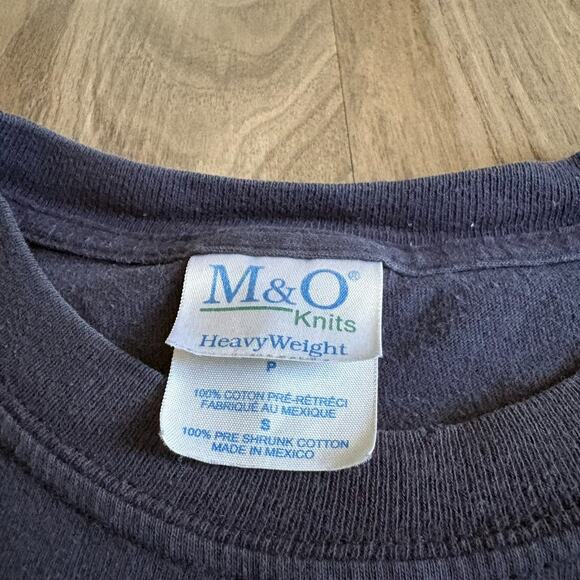 M&O®
Knits
HeavyWeight
P
100% COTON PRÉ-RÉTRÉCI
FABRIQUÉ AU MEXIQUE
S
100% PRE SHRUNK COTTON
MADE IN MEXICO